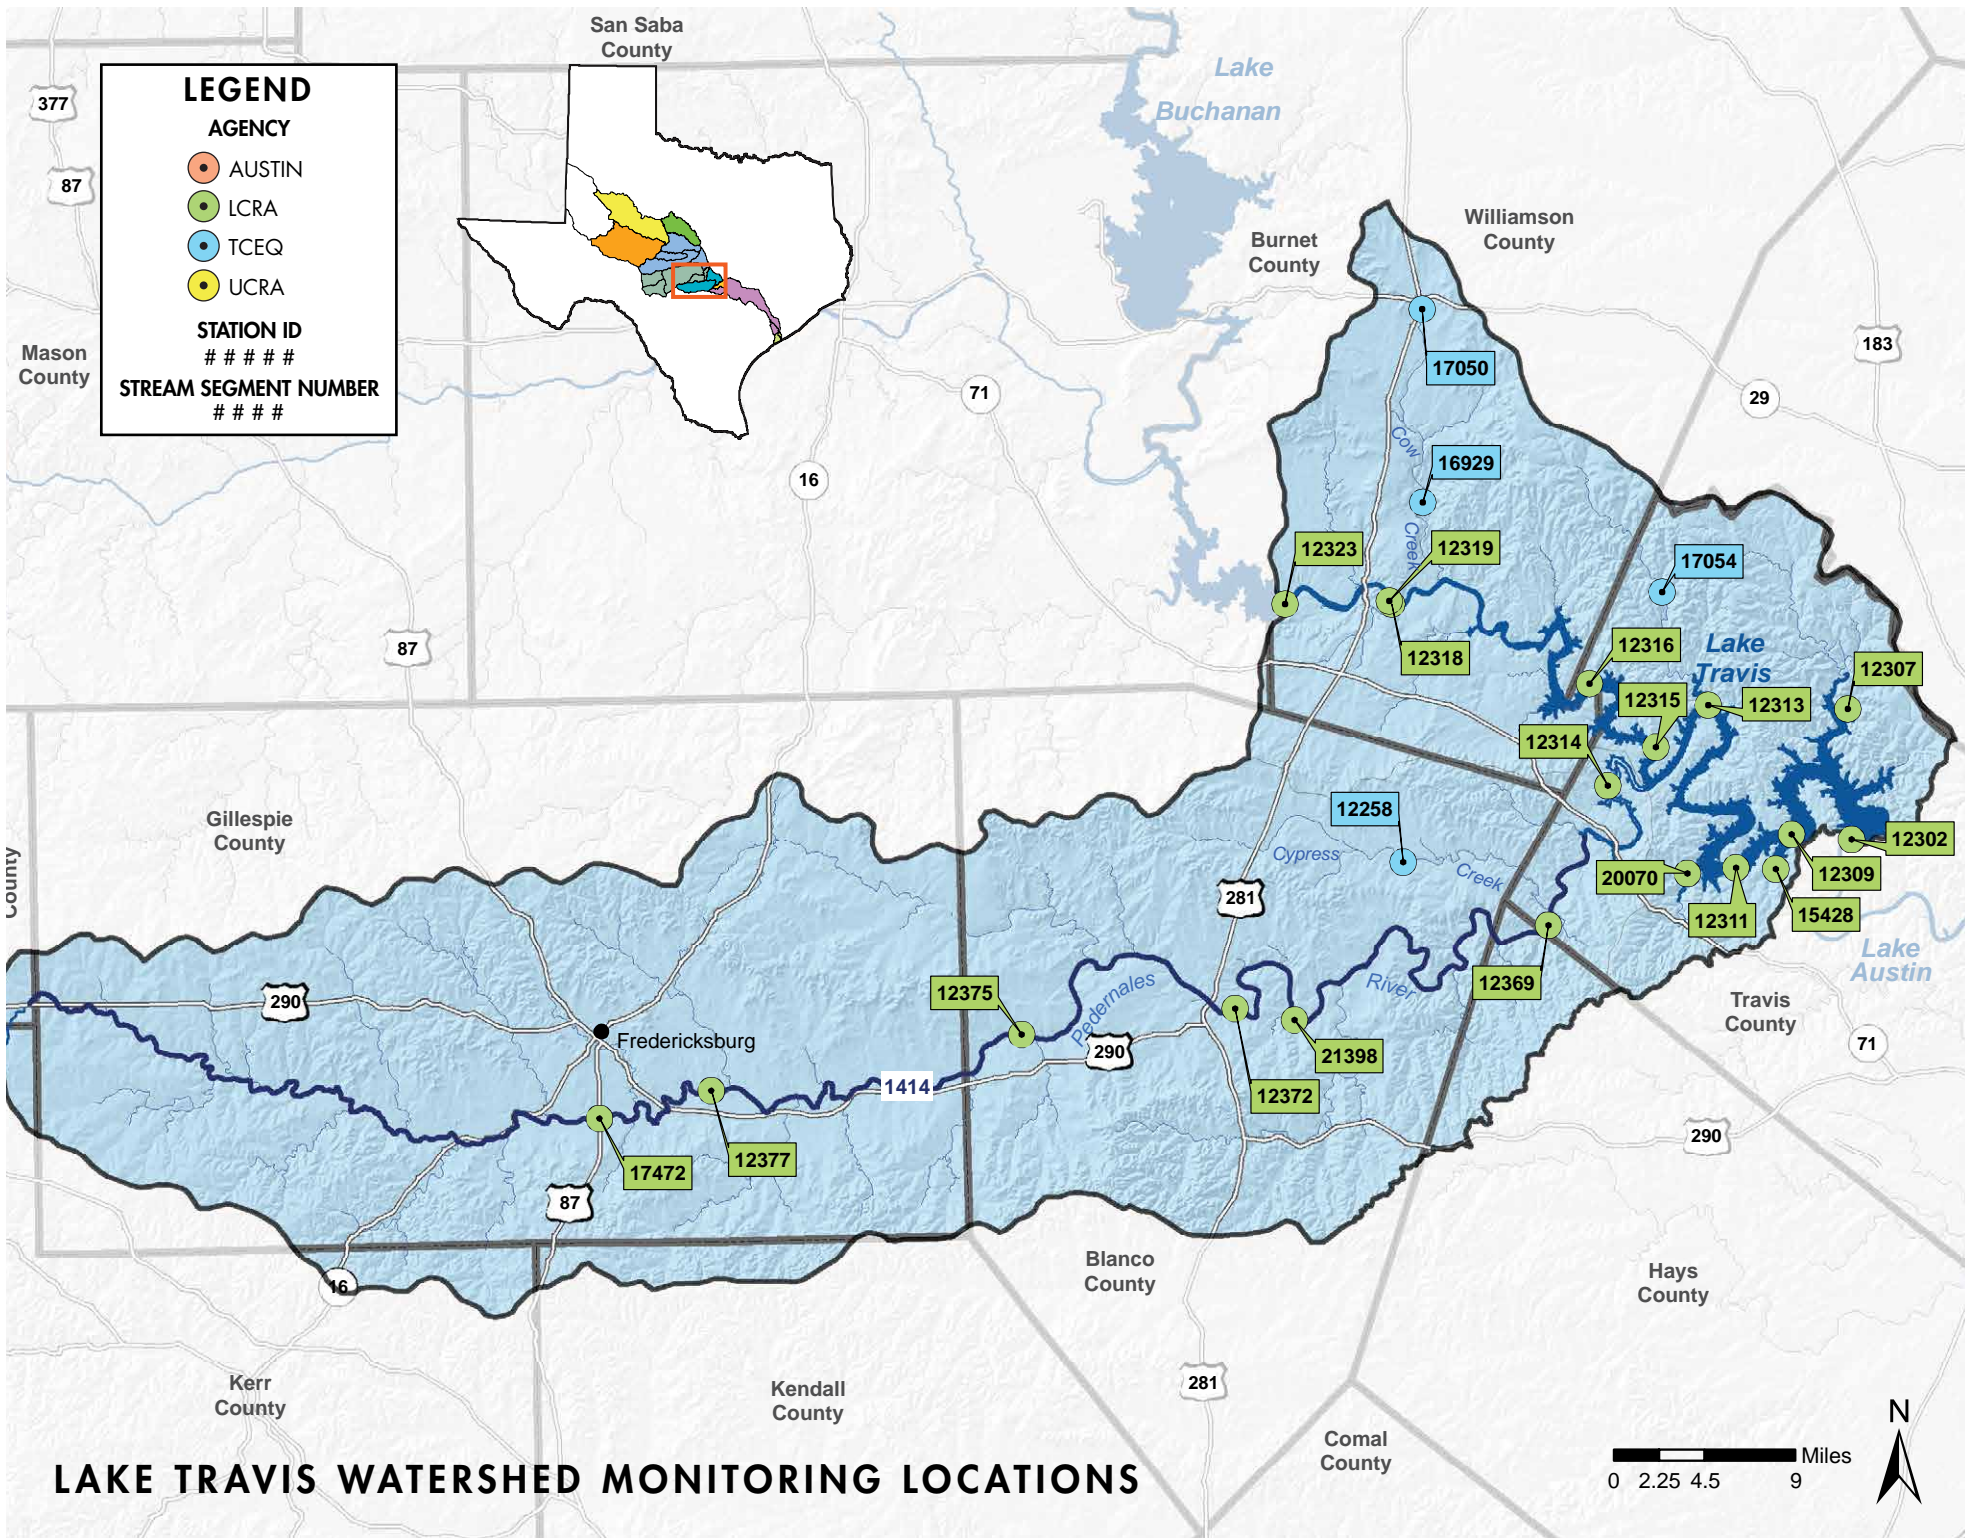 San Saba
County
LEGEND
AGENCY
AUSTIN
LCRA
TCEQ
UCRA
STATION ID
# # # # #
STREAM SEGMENT NUMBER
# # # #
377
87
Mason
County
Lake
Buchanan
Burnet
County
Williamson
County
183
71
29
16
17050
Cow
16929
Creek
12323
12319
17054
12318
12316
Lake
Travis
12307
12315
12313
12314
87
Gillespie
County
County
12258
Cypress
Creek
12302
20070
12309
12311
15428
281
Lake
Austin
12375
Pedernales
River
12369
290
Fredericksburg
290
21398
Travis
County
71
1414
12372
290
12377
17472
87
16
Blanco
County
Hays
County
Kerr
County
Kendall
County
281
Comal
County
N
Miles
0 2.25 4.5 9
LAKE TRAVIS WATERSHED MONITORING LOCATIONS